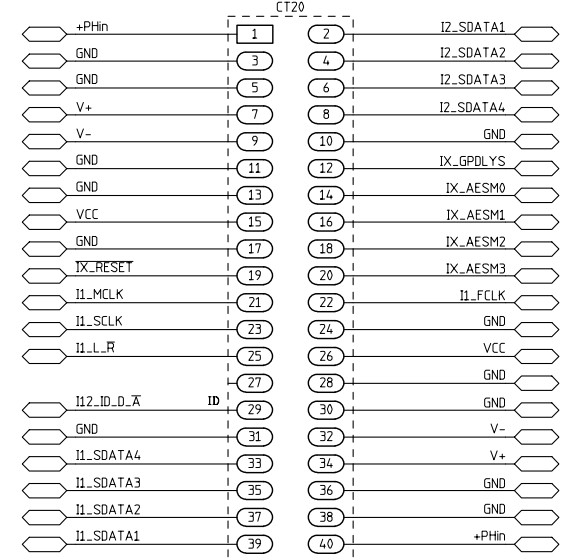 CT20
+PHin 1 2 I2_SDATA1
GND 3 4 I2_SDATA2
GND 5 6 I2_SDATA3
V+ 7 8 I2_SDATA4
V- 9 10 GND
GND 11 12 IX_GPDLYS
GND 13 14 IX_AESM0
VCC 15 16 IX_AESM1
GND 17 18 IX_AESM2
IX_RESET 19 20 IX_AESM3
I1_MCLK 21 22 I1_FCLK
I1_SCLK 23 24 GND
I1_L_R 25 26 VCC
27 28 GND
I12_ID_D_A ID 29 30 GND
GND 31 32 V-
I1_SDATA4 33 34 V+
I1_SDATA3 35 36 GND
I1_SDATA2 37 38 GND
I1_SDATA1 39 40 +PHin